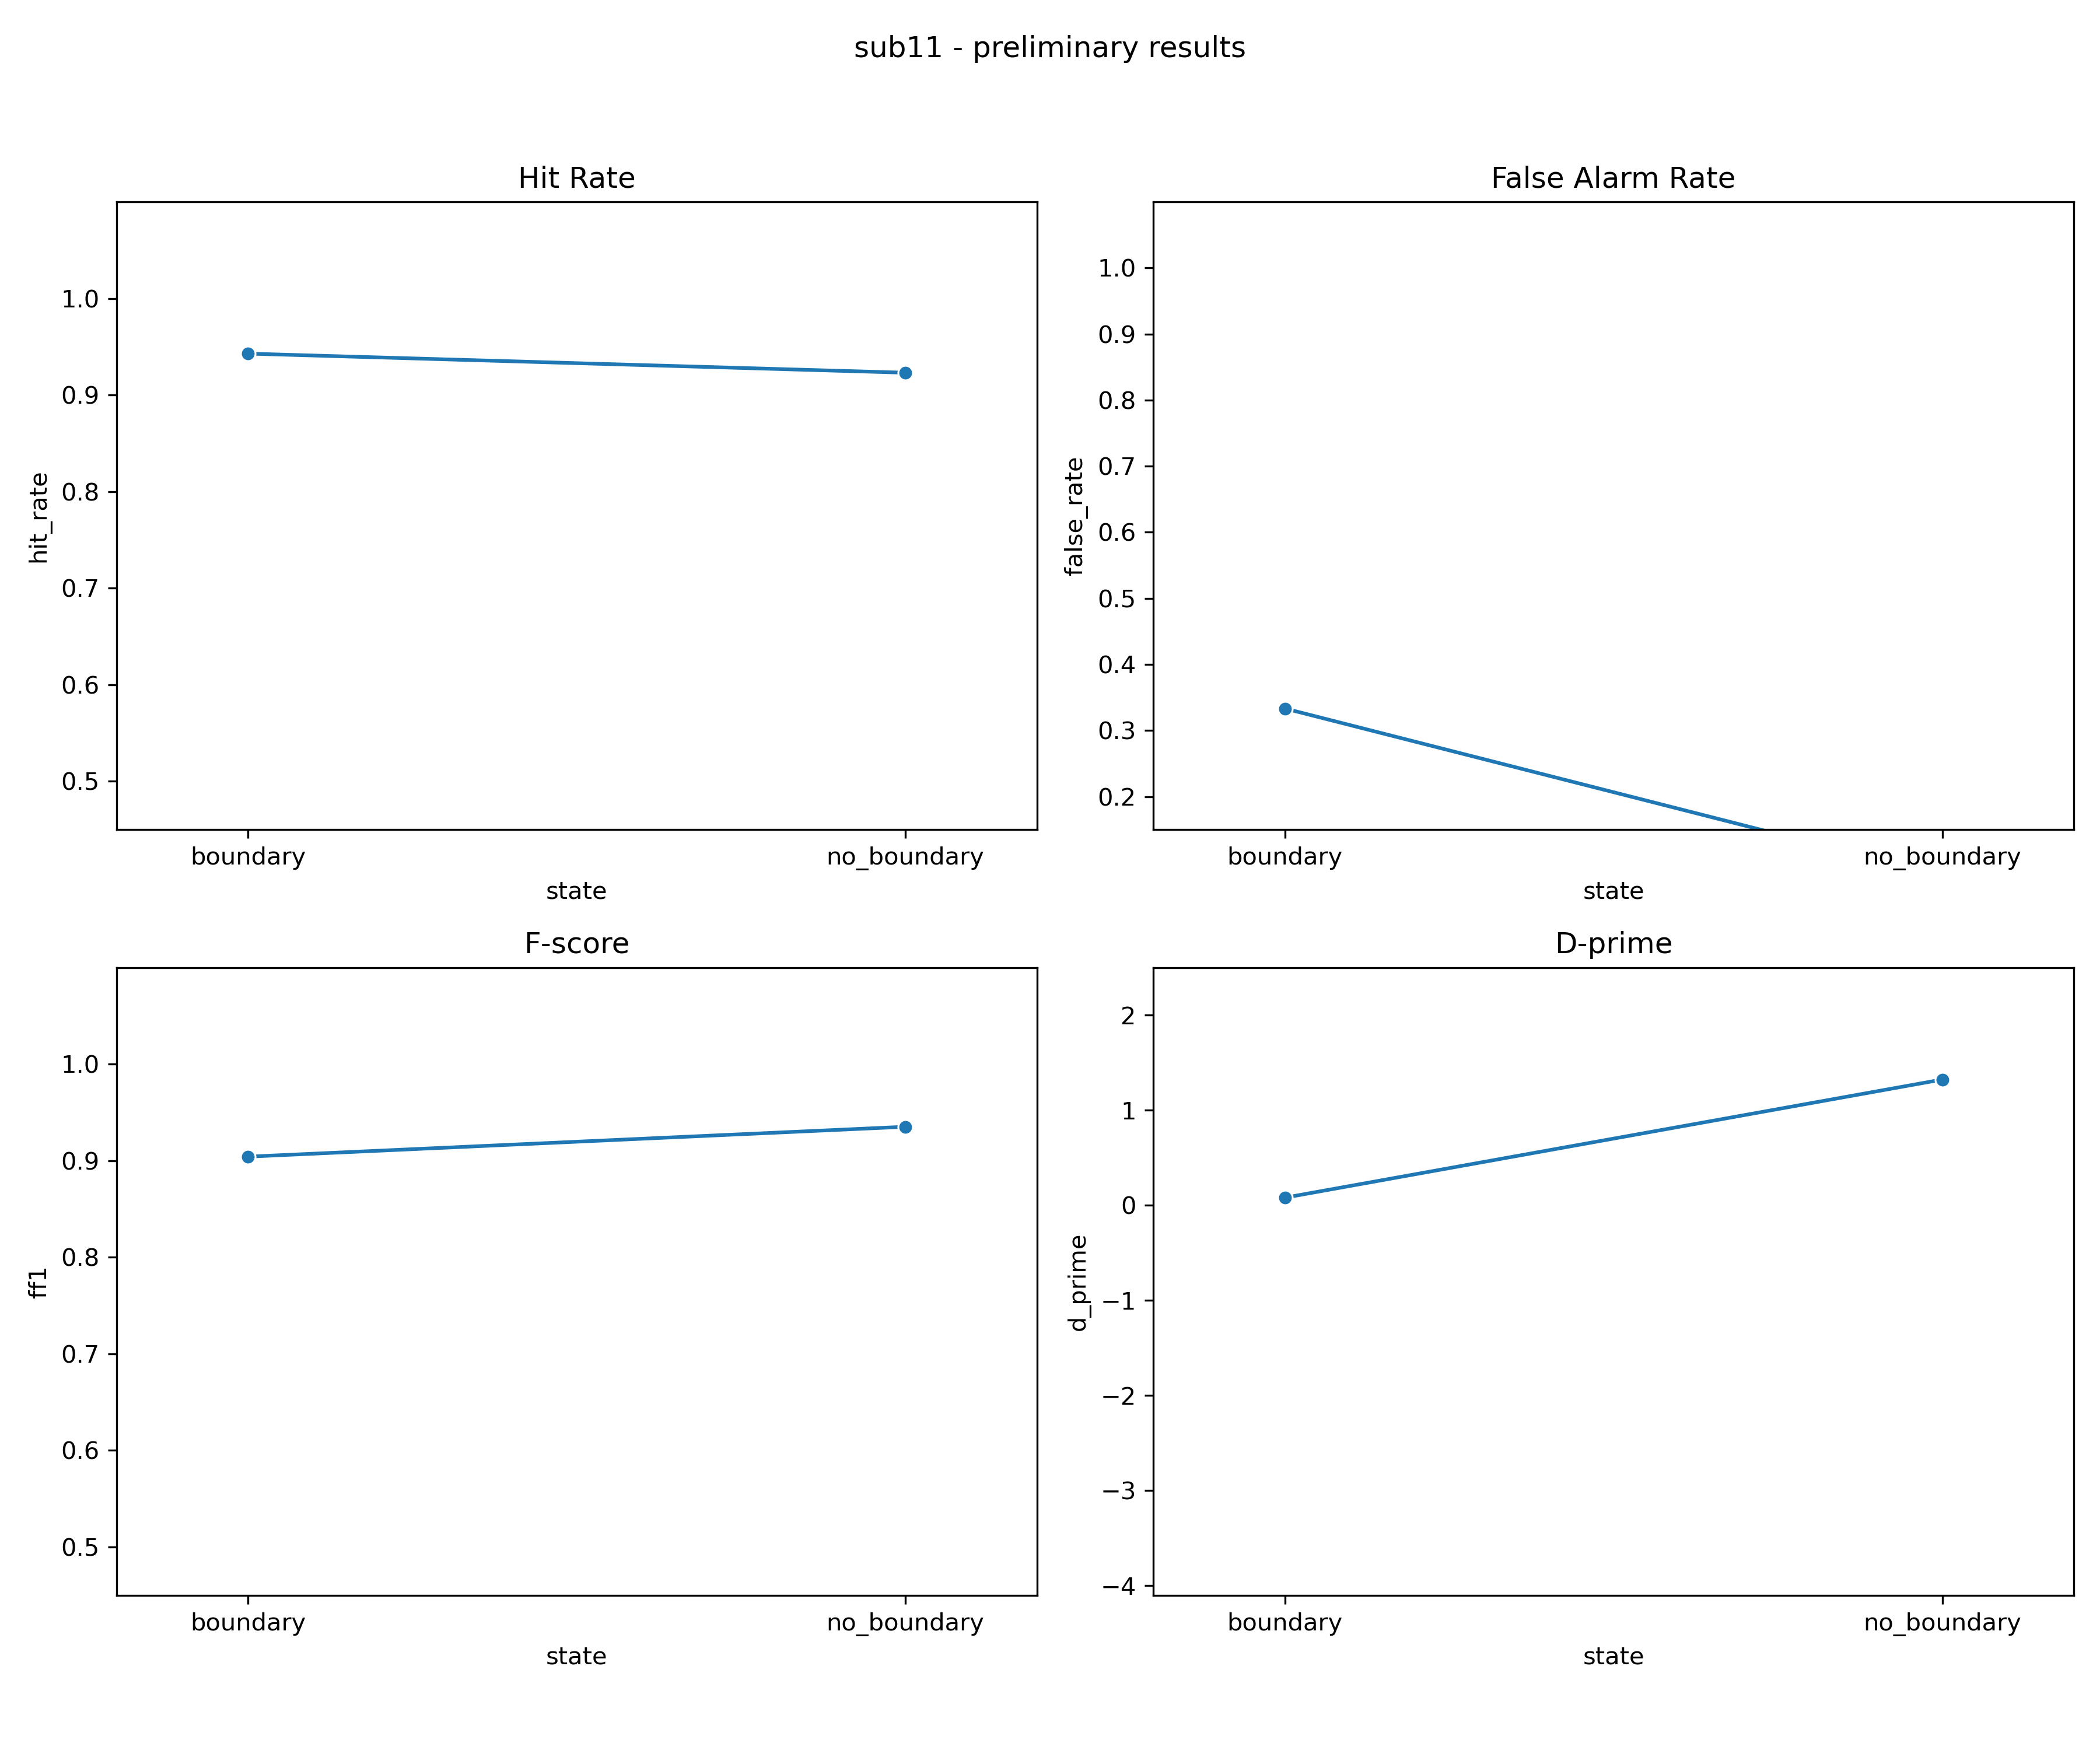 sub11 - preliminary results
Hit Rate
1.0
0.9
0.8
0.7
0.6
0.5
hit_rate
boundary
no_boundary
state
False Alarm Rate
1.0
0.9
0.8
0.7
0.6
0.5
0.4
0.3
0.2
false_rate
boundary
no_boundary
state
F-score
1.0
0.9
0.8
0.7
0.6
0.5
ff1
boundary
no_boundary
state
D-prime
2
1
0
−1
−2
−3
−4
d_prime
boundary
no_boundary
state